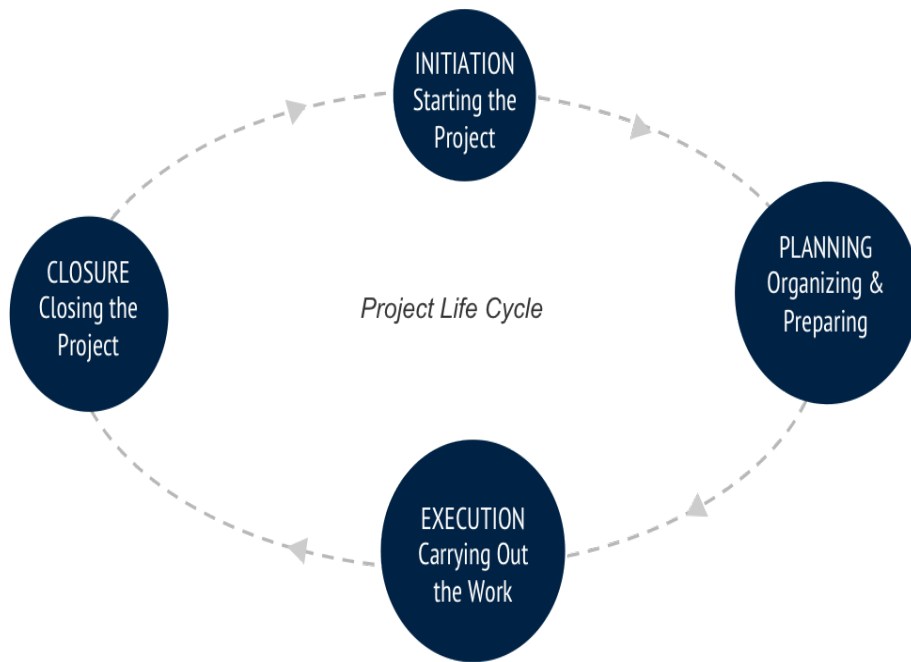 INITIATION
Starting the
Project
PLANNING
Organizing &
Preparing
CLOSURE
Closing the
Project
Project Life Cycle
EXECUTION
Carrying Out
the Work